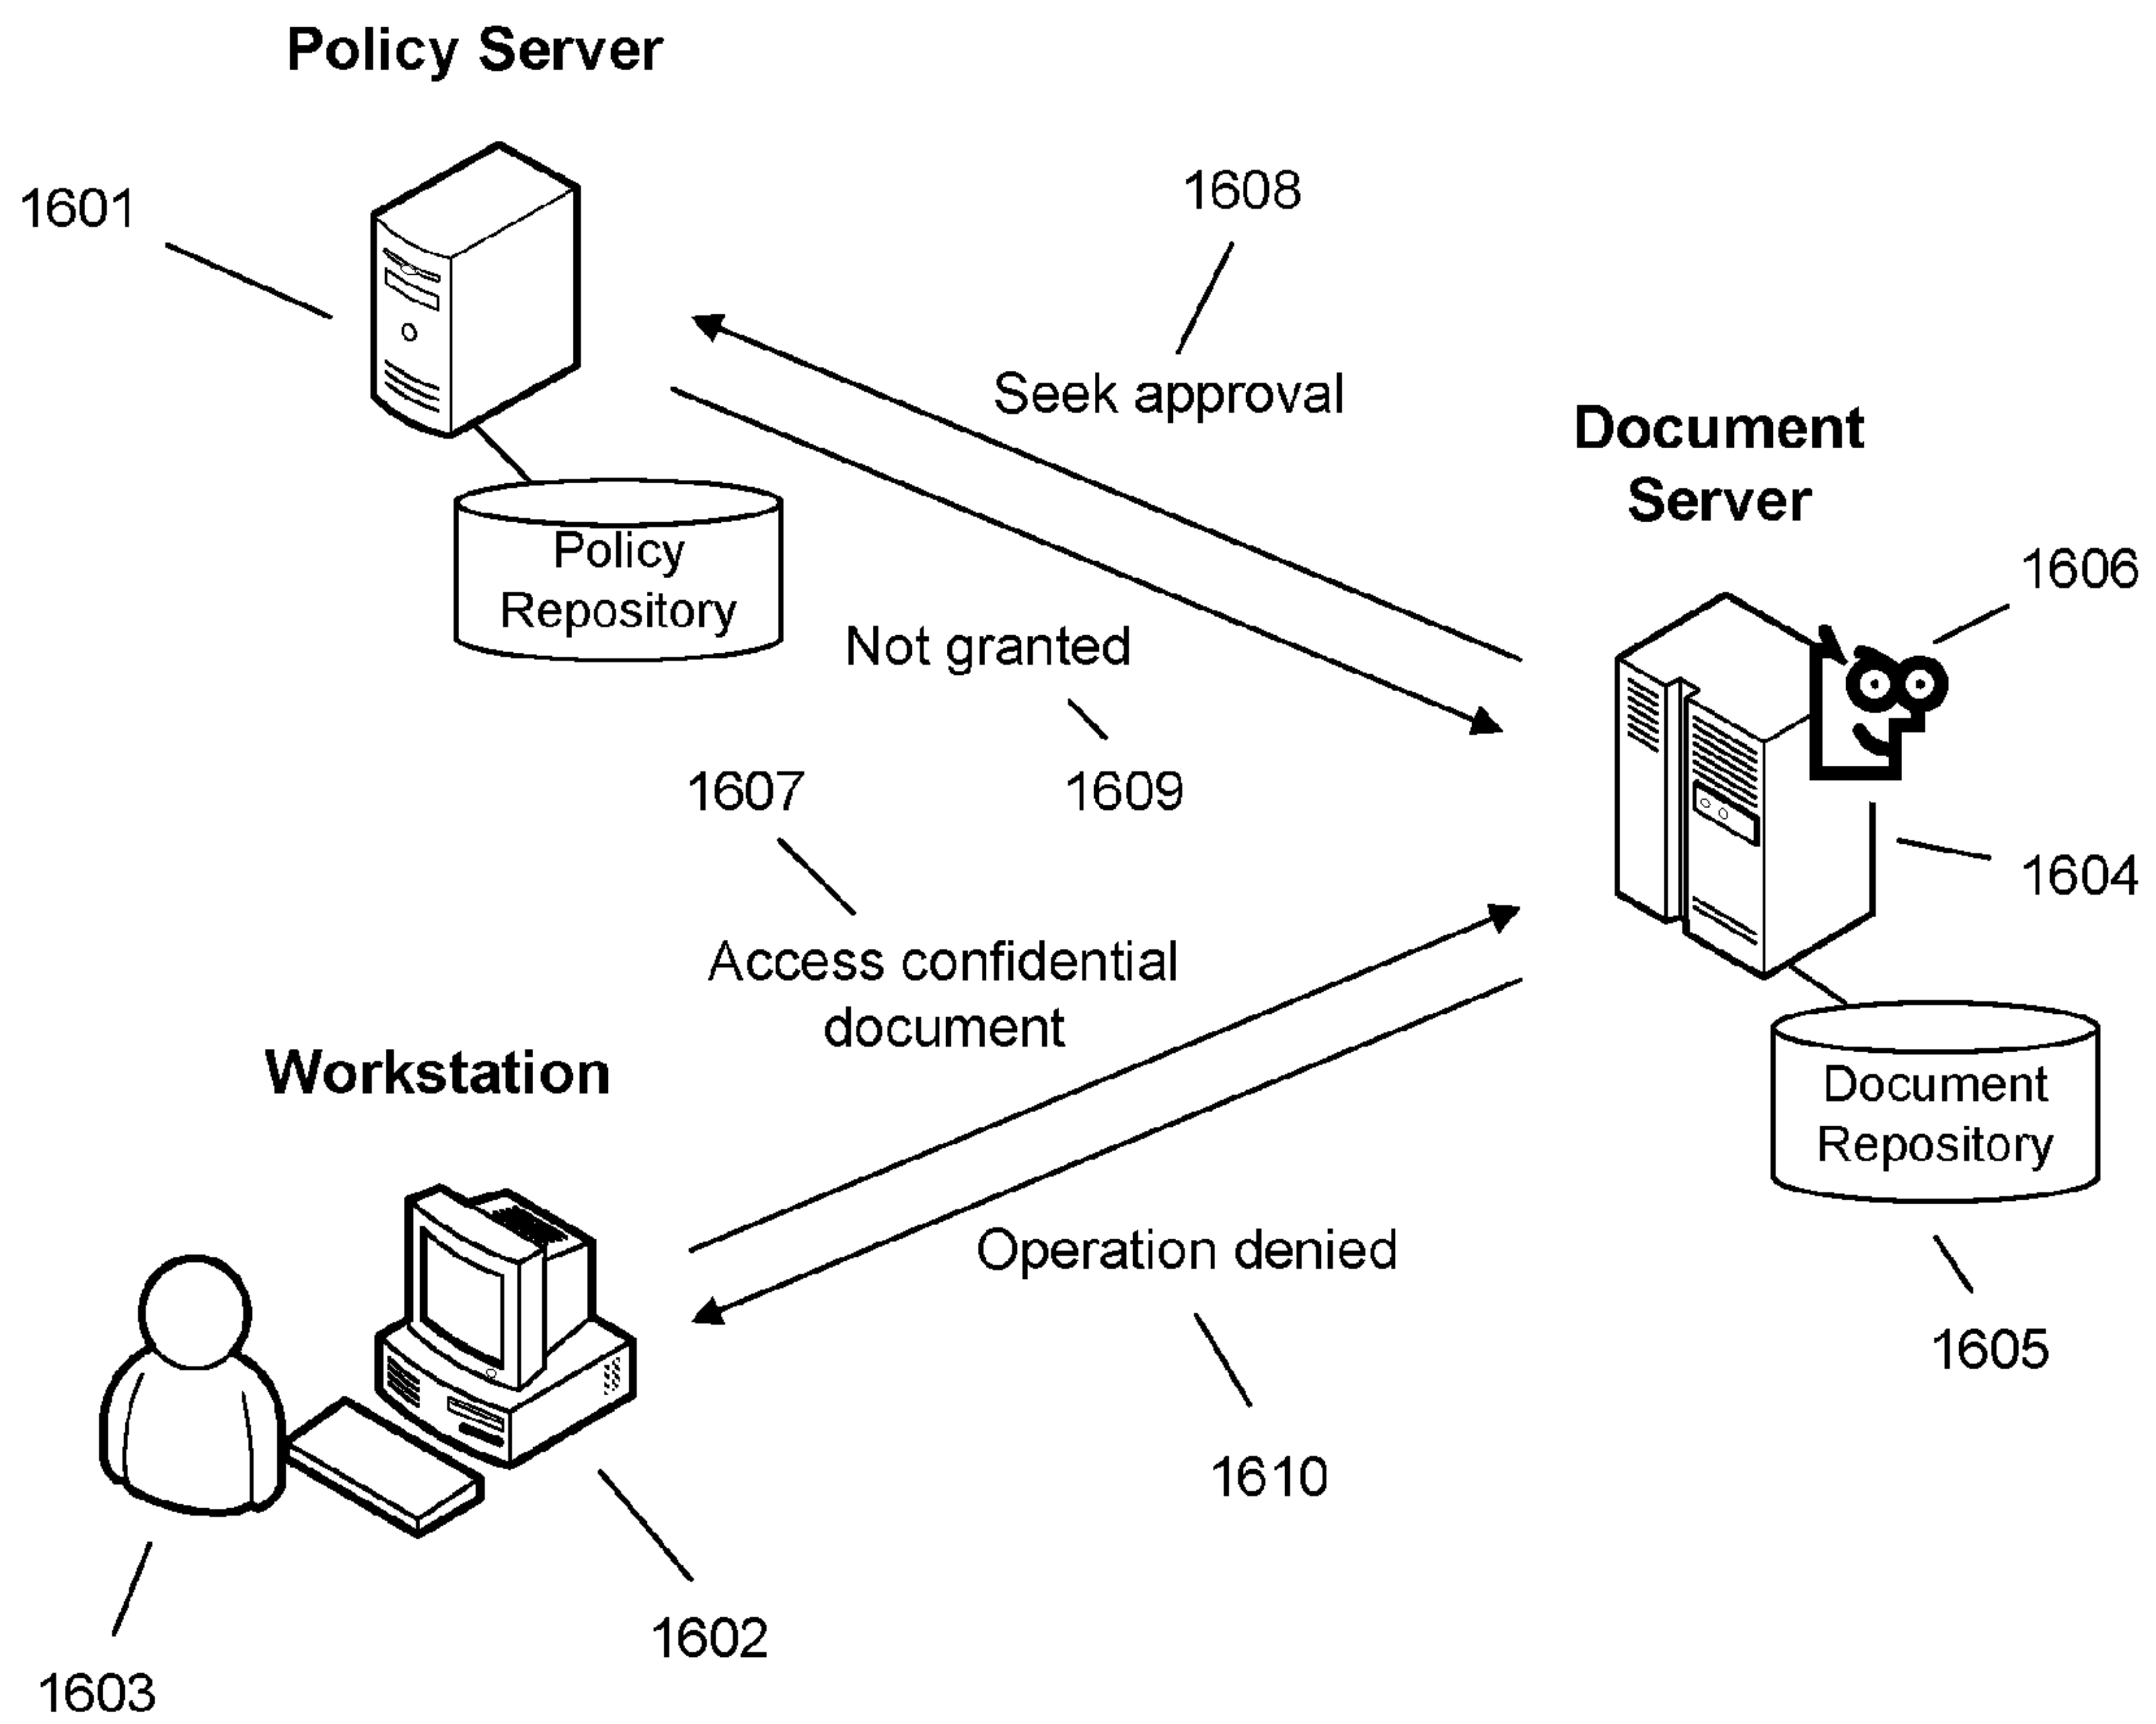 Policy Server
1601
1608
Seek approval
Document
Server
Policy
Repository
1606
Not granted
1607
1609
1604
Access confidential
document
Workstation
Document
Repository
Operation denied
1605
1610
1602
1603